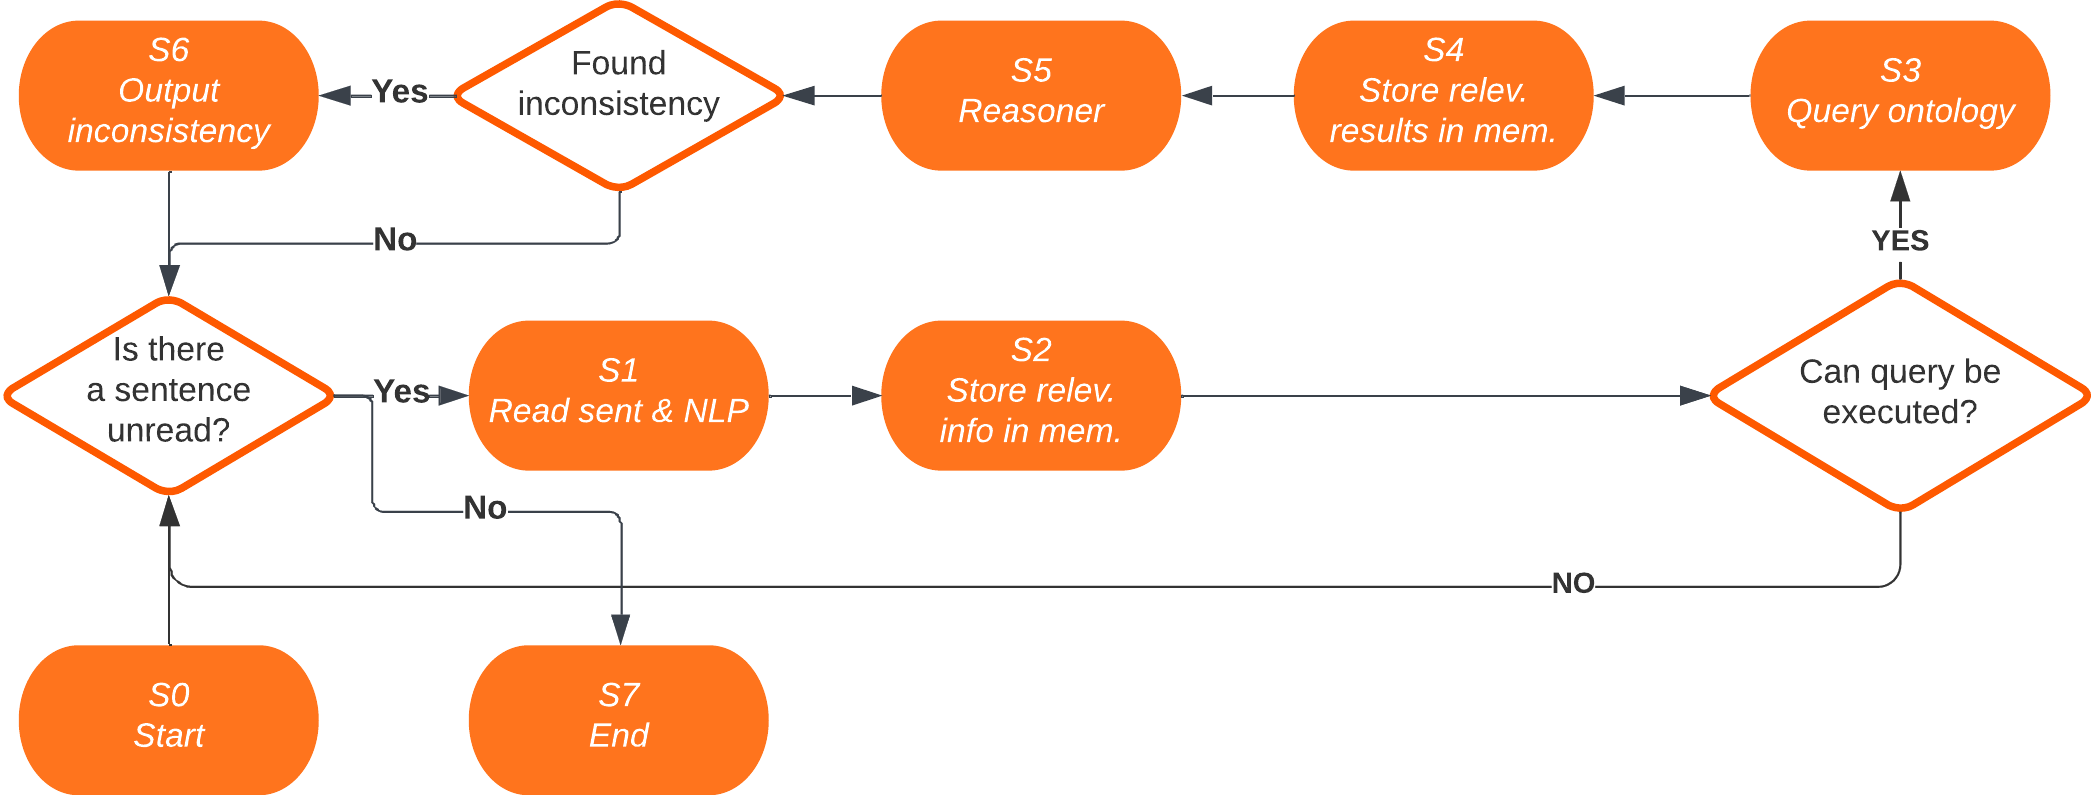 S6
Output
inconsistency
Yes
Found
inconsistency
S5
Reasoner
S4
Store relev.
results in mem.
S3
Query ontology
No
YES
Is there
a sentence
unread?
Yes
S1
Read sent & NLP
S2
Store relev.
info in mem.
Can query be
executed?
No
NO
S0
Start
S7
End